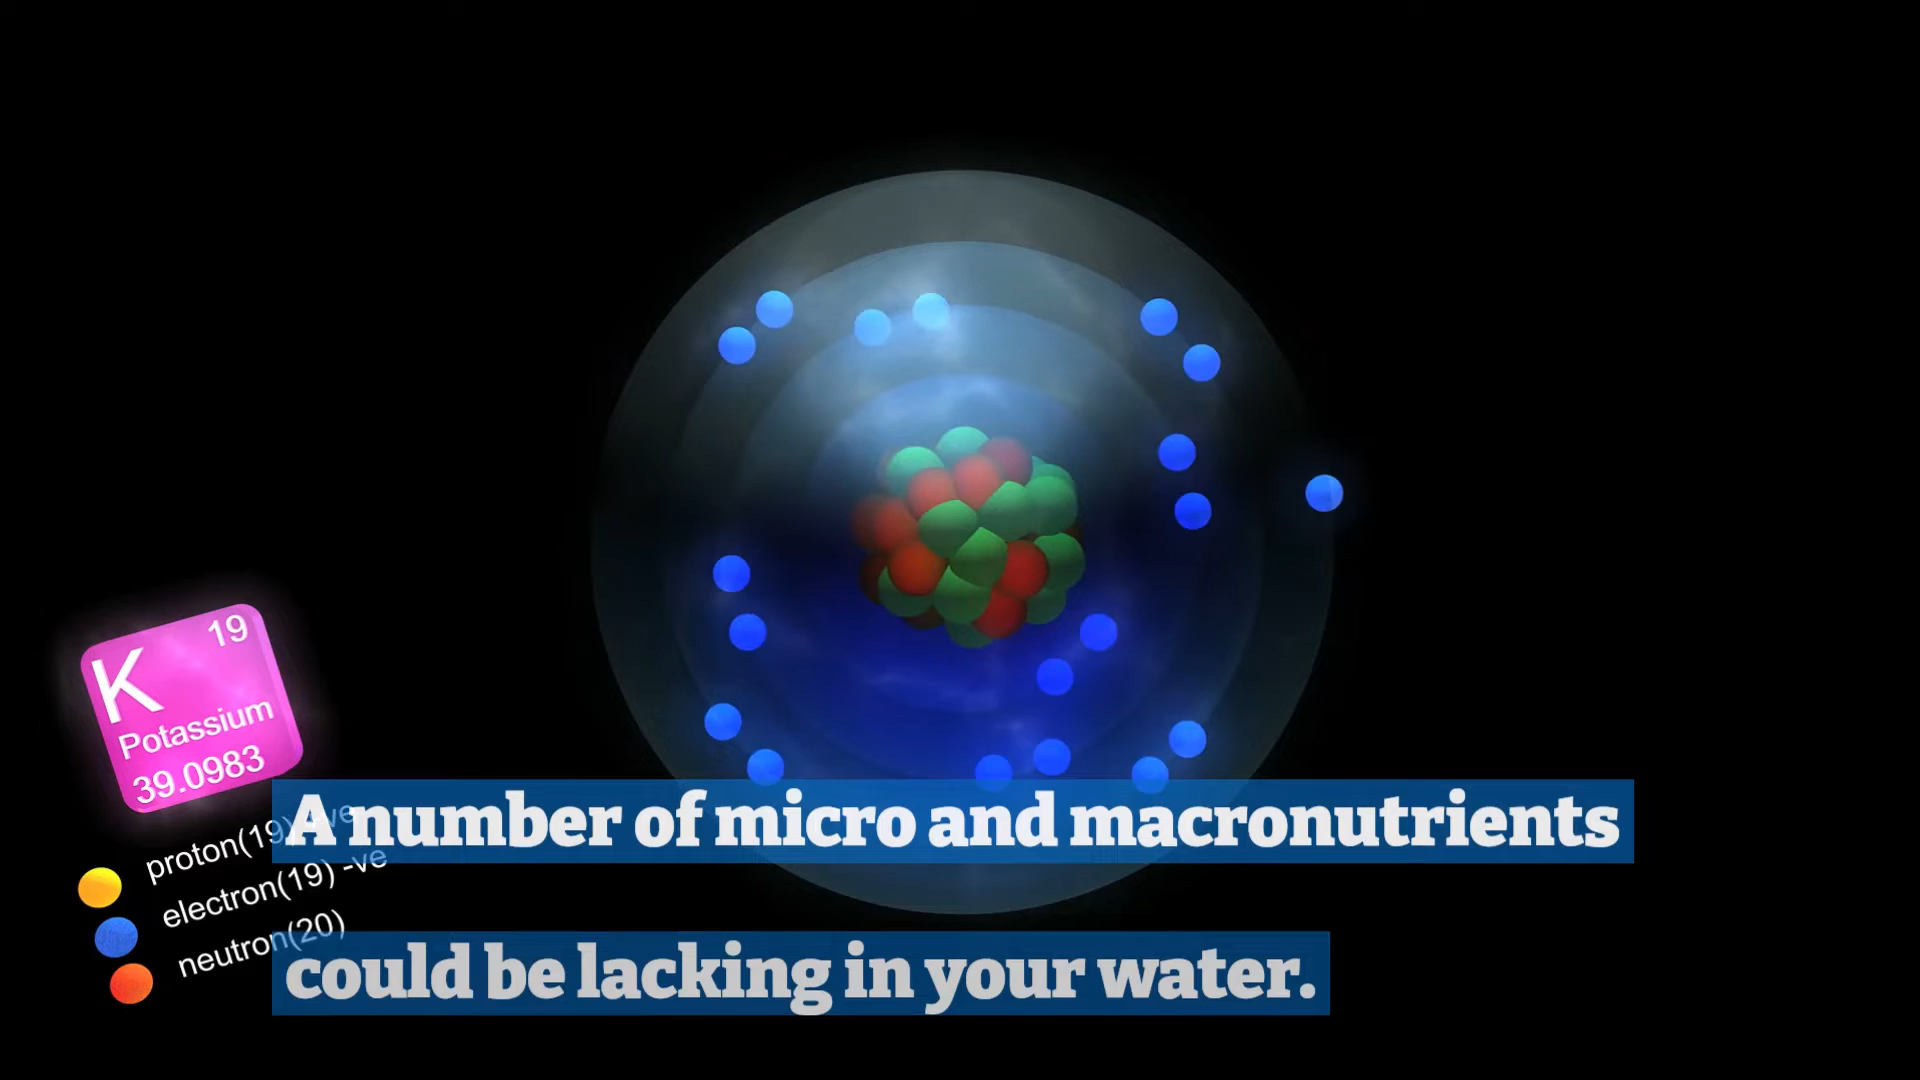 19
K
Potassium
39.0983
proton(19) +ve
electron(19) -ve
neutron(20)
A number of micro and macronutrients
could be lacking in your water.